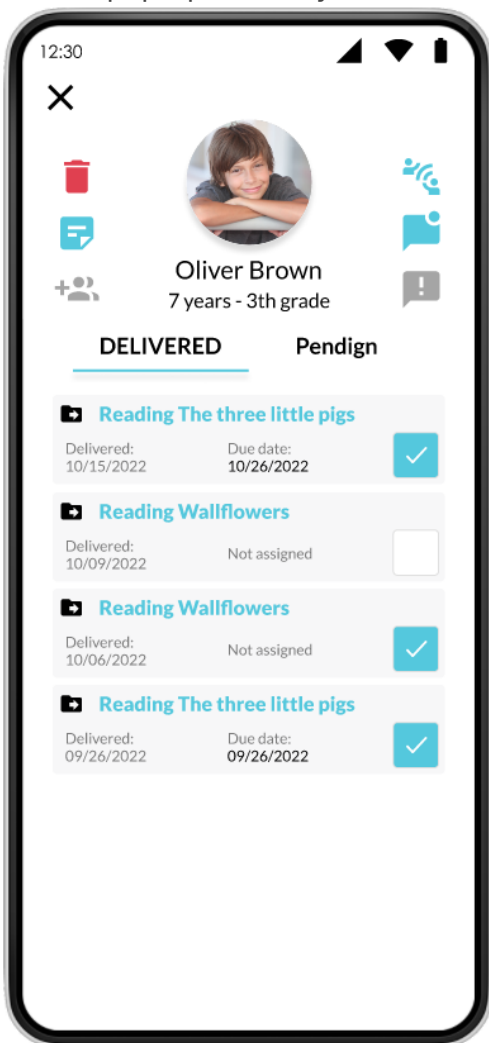 12:30
Oliver Brown
7 years - 3th grade
DELIVERED Pendign
Reading The three little pigs
Delivered: Due date:
10/15/2022 10/26/2022
Reading Wallflowers
Delivered:
10/09/2022 Not assigned
Reading Wallflowers
Delivered:
10/06/2022 Not assigned
Reading The three little pigs
Delivered: Due date:
09/26/2022 09/26/2022